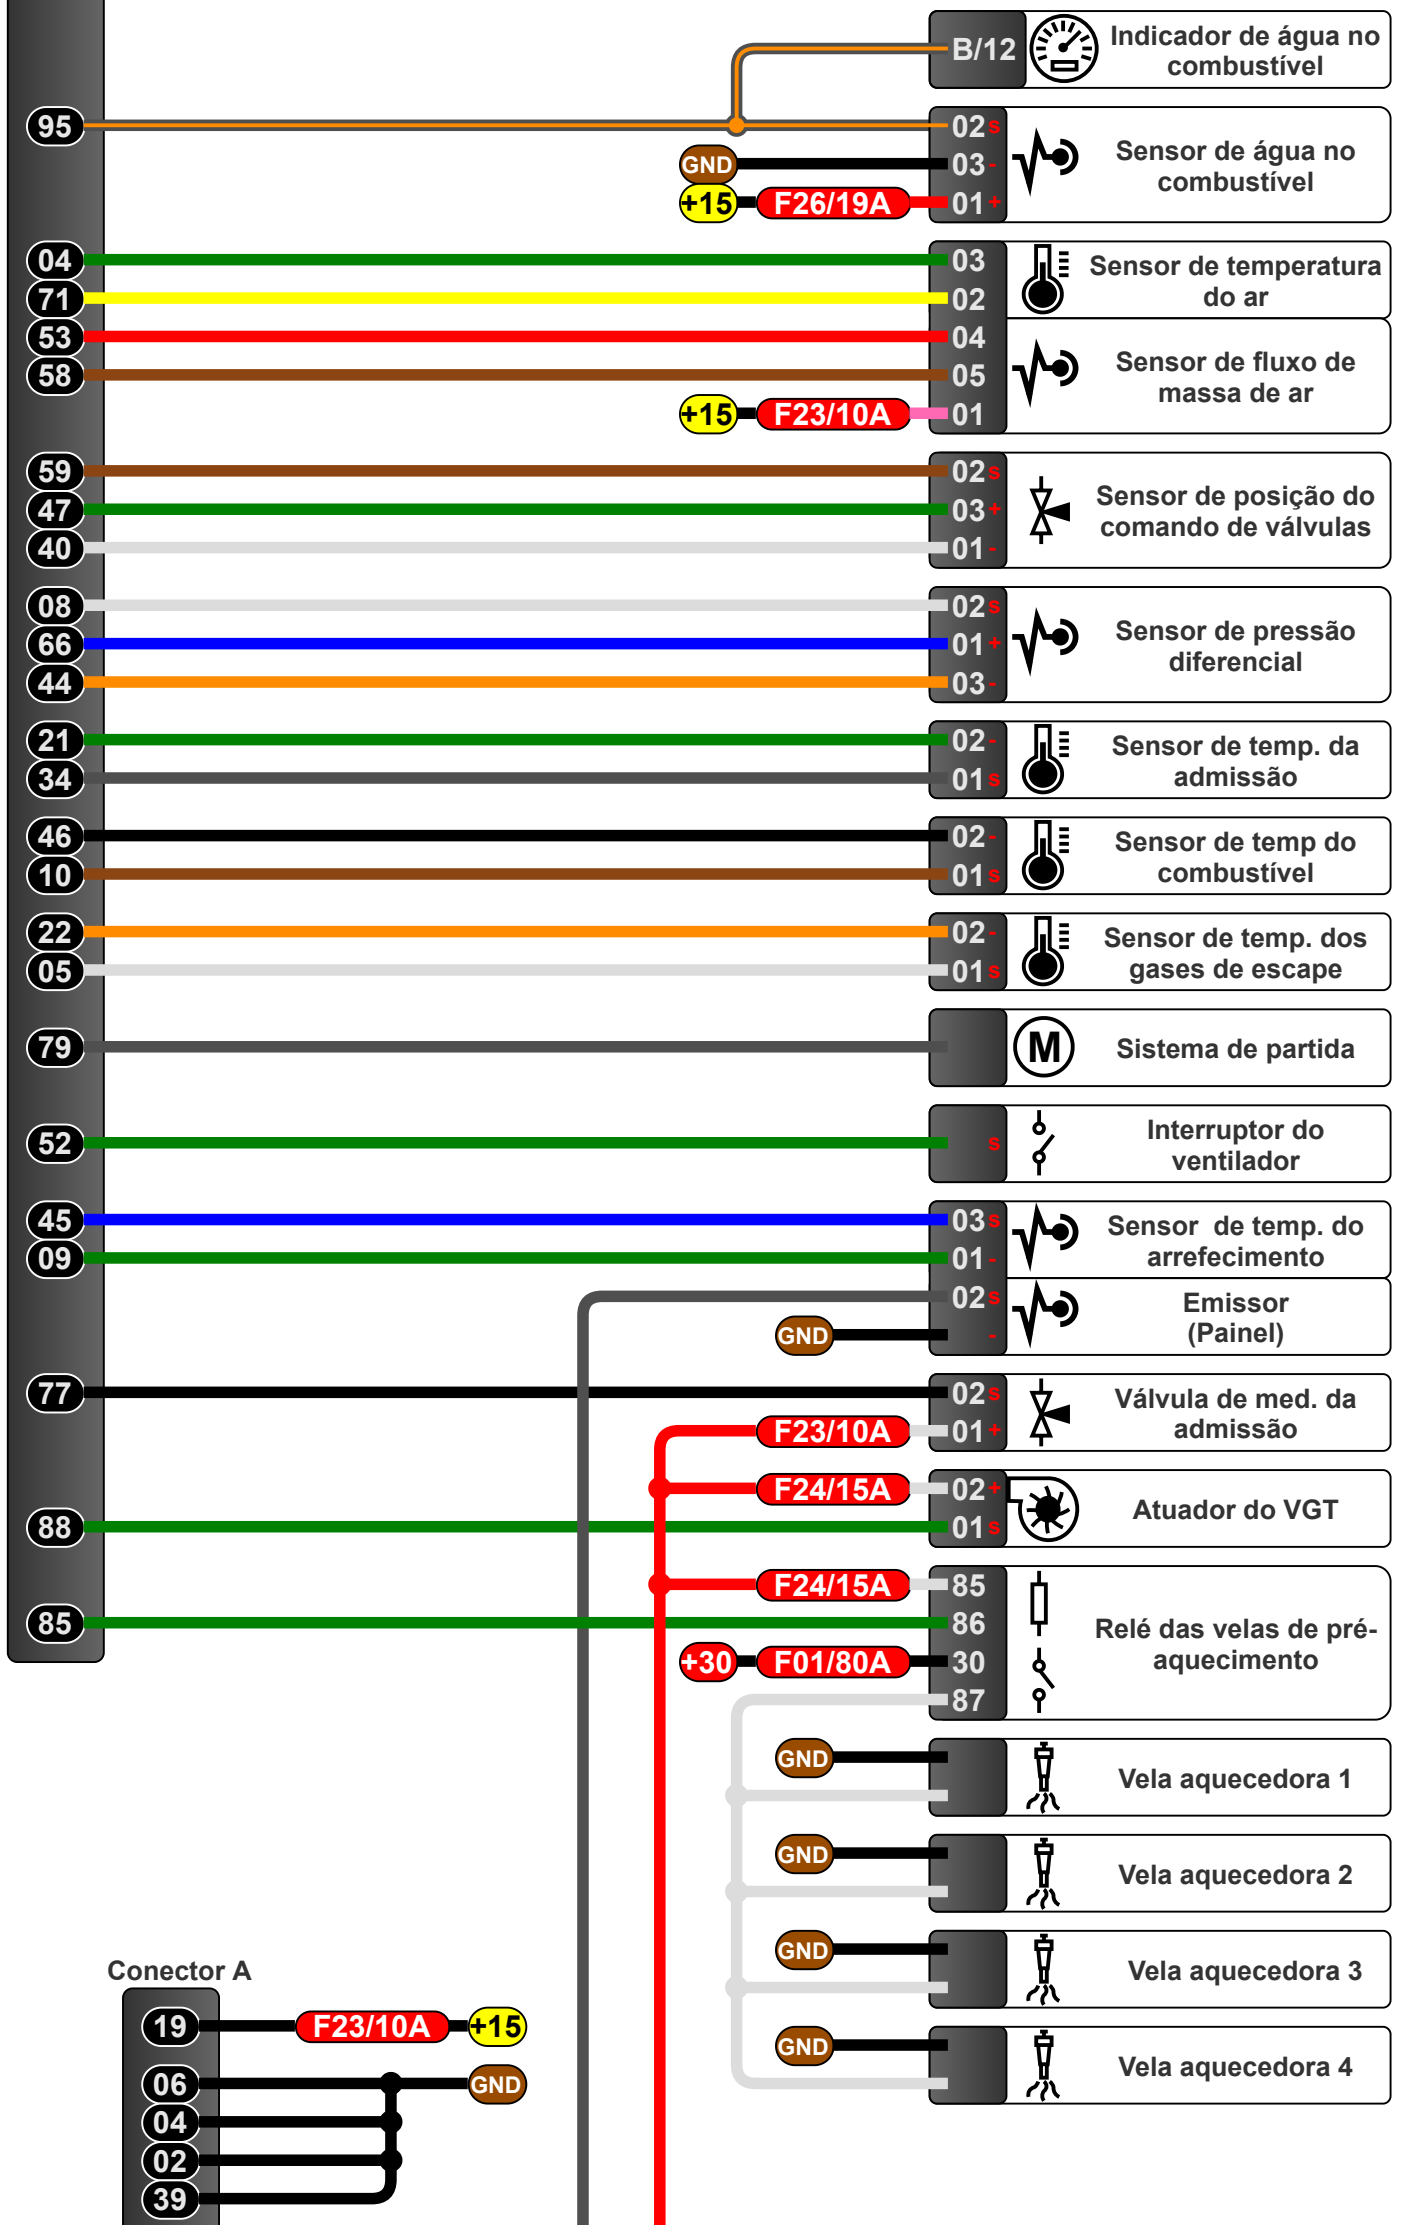 B/12 Indicador de água no
combustível
95 02 s Sensor de água no
combustível
GND 03 -
+15 F26/19A 01 +
04 03 Sensor de temperatura
do ar
71 02
53 04 Sensor de fluxo de
massa de ar
58 05
+15 F23/10A 01
59 02 s Sensor de posição do
comando de válvulas
47 03 +
40 01 -
08 02 s Sensor de pressão
diferencial
66 01 +
44 03 -
21 02 - Sensor de temp. da
admissão
34 01 s
46 02 - Sensor de temp do
combustível
10 01 s
22 02 - Sensor de temp. dos
gases de escape
05 01 s
79 M Sistema de partida
52 s Interruptor do
ventilador
45 03 s Sensor de temp. do
arrefecimento
09 01 -
02 s Emissor
(Painel)
GND -
77 02 s Válvula de med. da
admissão
F23/10A 01 +
F24/15A 02 + Atuador do VGT
88 01 s
F24/15A 85 Relé das velas de pré-
aquecimento
85 86
+30 F01/80A 30
87
GND Vela aquecedora 1
GND Vela aquecedora 2
GND Vela aquecedora 3
GND Vela aquecedora 4
Conector A
19 F23/10A +15
06 GND
04
02
39